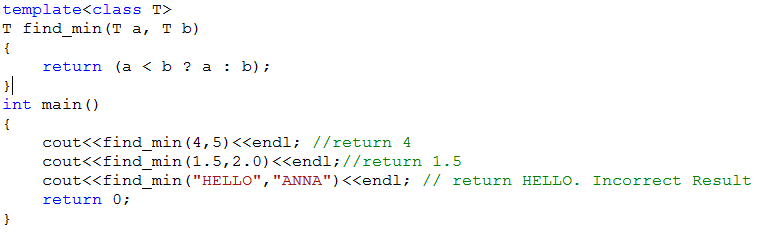 template<class T>
T find_min(T a, T b)
{
    return (a < b ? a : b);
}
int main()
{
    cout<<find_min(4,5)<<endl; //return 4
    cout<<find_min(1.5,2.0)<<endl;//return 1.5
    cout<<find_min("HELLO","ANNA")<<endl; // return HELLO. Incorrect Result
    return 0;
}